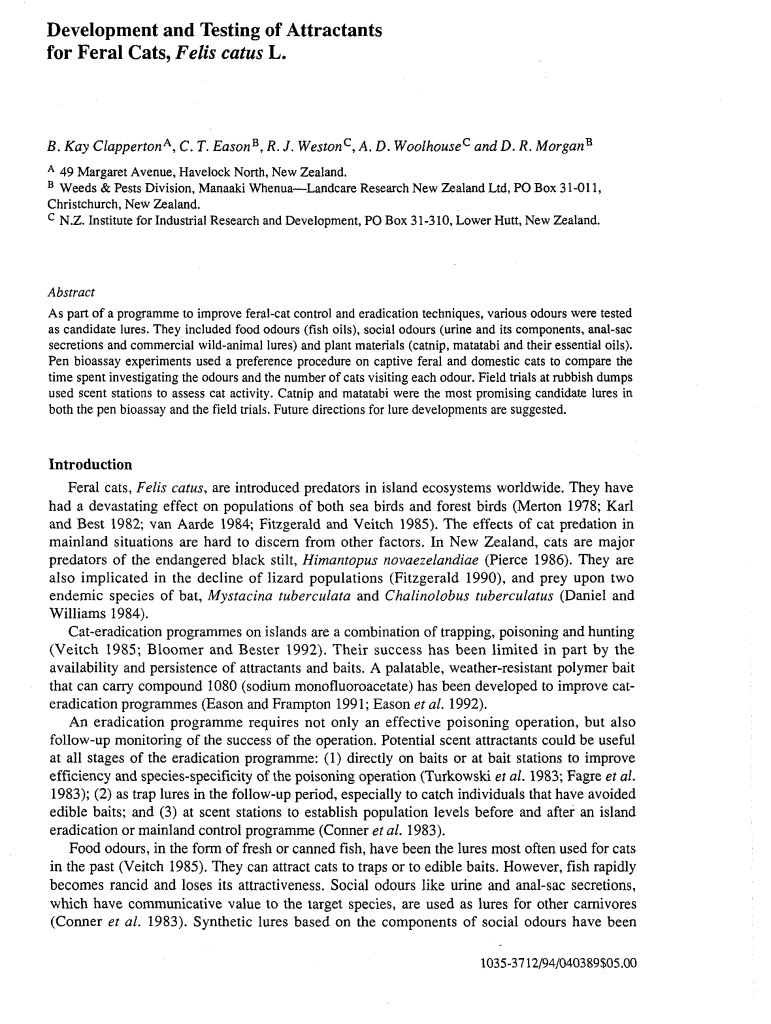 Development and Testing of Attractants
for Feral Cats, Felis catus L.
B. Kay Clapperton^A, C. T. Eason^B, R. J. Weston^C, A. D. Woolhouse^C and D. R. Morgan^B
^A 49 Margaret Avenue, Havelock North, New Zealand.
^B Weeds & Pests Division, Manaaki Whenua—Landcare Research New Zealand Ltd, PO Box 31-011,
Christchurch, New Zealand.
^C N.Z. Institute for Industrial Research and Development, PO Box 31-310, Lower Hutt, New Zealand.
Abstract
As part of a programme to improve feral-cat control and eradication techniques, various odours were tested
as candidate lures. They included food odours (fish oils), social odours (urine and its components, anal-sac
secretions and commercial wild-animal lures) and plant materials (catnip, matatabi and their essential oils).
Pen bioassay experiments used a preference procedure on captive feral and domestic cats to compare the
time spent investigating the odours and the number of cats visiting each odour. Field trials at rubbish dumps
used scent stations to assess cat activity. Catnip and matatabi were the most promising candidate lures in
both the pen bioassay and the field trials. Future directions for lure developments are suggested.
Introduction
Feral cats, Felis catus, are introduced predators in island ecosystems worldwide. They have
had a devastating effect on populations of both sea birds and forest birds (Merton 1978; Karl
and Best 1982; van Aarde 1984; Fitzgerald and Veitch 1985). The effects of cat predation in
mainland situations are hard to discern from other factors. In New Zealand, cats are major
predators of the endangered black stilt, Himantopus novaezelandiae (Pierce 1986). They are
also implicated in the decline of lizard populations (Fitzgerald 1990), and prey upon two
endemic species of bat, Mystacina tuberculata and Chalinolobus tuberculatus (Daniel and
Williams 1984).
Cat-eradication programmes on islands are a combination of trapping, poisoning and hunting
(Veitch 1985; Bloomer and Bester 1992). Their success has been limited in part by the
availability and persistence of attractants and baits. A palatable, weather-resistant polymer bait
that can carry compound 1080 (sodium monofluoroacetate) has been developed to improve cat-
eradication programmes (Eason and Frampton 1991; Eason et al. 1992).
An eradication programme requires not only an effective poisoning operation, but also
follow-up monitoring of the success of the operation. Potential scent attractants could be useful
at all stages of the eradication programme: (1) directly on baits or at bait stations to improve
efficiency and species-specificity of the poisoning operation (Turkowski et al. 1983; Fagre et al.
1983); (2) as trap lures in the follow-up period, especially to catch individuals that have avoided
edible baits; and (3) at scent stations to establish population levels before and after an island
eradication or mainland control programme (Conner et al. 1983).
Food odours, in the form of fresh or canned fish, have been the lures most often used for cats
in the past (Veitch 1985). They can attract cats to traps or to edible baits. However, fish rapidly
becomes rancid and loses its attractiveness. Social odours like urine and anal-sac secretions,
which have communicative value to the target species, are used as lures for other carnivores
(Conner et al. 1983). Synthetic lures based on the components of social odours have been
1035-3712/94/040389$05.00